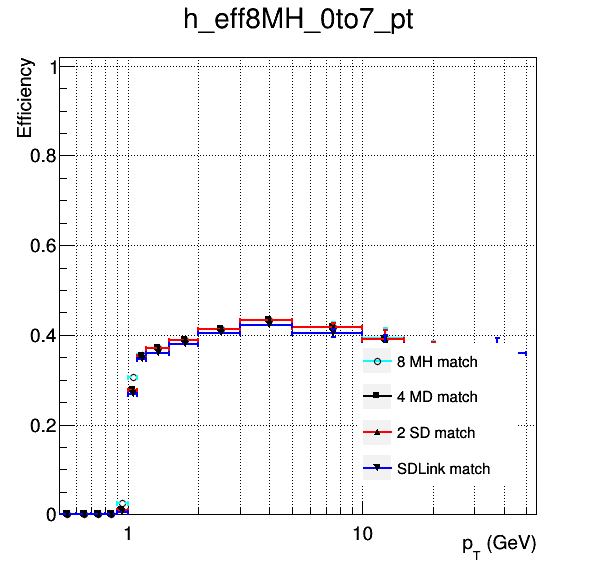 h_eff8MH_0to7_pt
Efficiency
1
0.8
0.6
0.4
0.2
0
8 MH match
4 MD match
2 SD match
SDLink match
1
10
p_T (GeV)